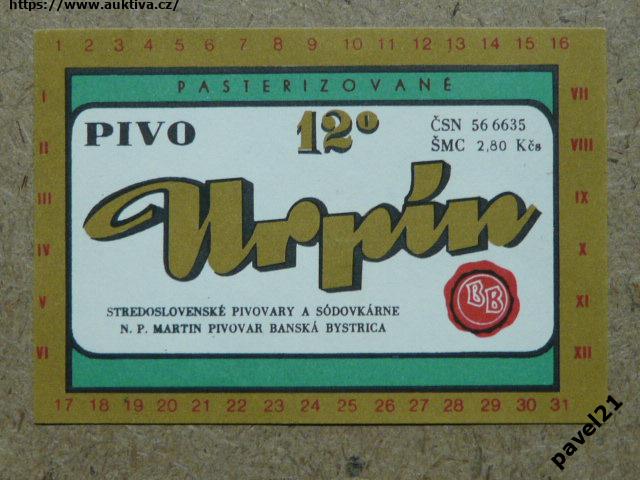 https://www.auktiva.cz/
1 2 3 4 5 6 7 8 9 10 11 12 13 14 15 16
PASTERIZOVANÉ
I VII
PIVO 12° ČSN 56 6635
II ŠMC 2,80 Kčs VIII
III IX
Urpín
IV X
V XI
BB
STREDOSLOVENSKÉ PIVOVARY A SÓDOVKÁRNE
N. P. MARTIN PIVOVAR BANSKÁ BYSTRICA
VI XII
17 18 19 20 21 22 23 24 25 26 27 28 29 30 31
pavel21